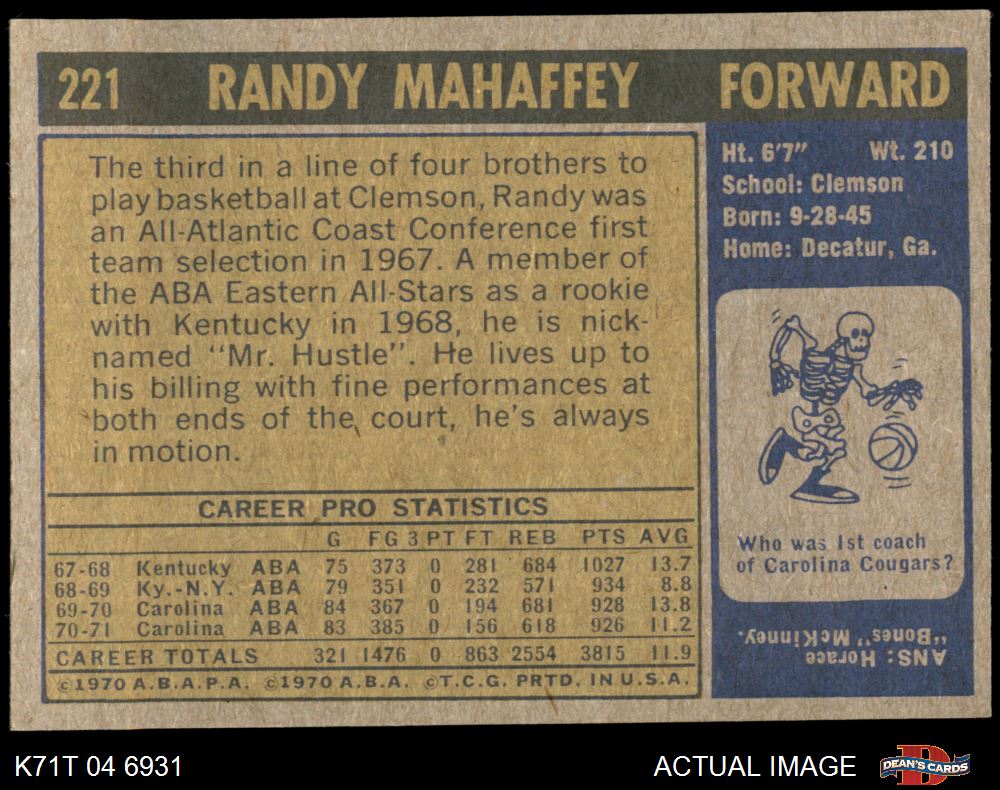 221 RANDY MAHAFFEY FORWARD
The third in a line of four brothers to
play basketball at Clemson, Randy was
an All-Atlantic Coast Conference first
team selection in 1967. A member of
the ABA Eastern All-Stars as a rookie
with Kentucky in 1968, he is nick-
named "Mr. Hustle". He lives up to
his billing with fine performances at
both ends of the court, he's always
in motion.
Ht. 6'7" Wt. 210
School: Clemson
Born: 9-28-45
Home: Decatur, Ga.
Who was 1st coach
of Carolina Cougars?
ANS: Horace
"Bones" McKinney.
CAREER PRO STATISTICS
G FG 3 PT FT REB PTS AVG
67-68 Kentucky ABA 75 373 0 281 684 1027 13.7
68-69 Ky.-N.Y. ABA 79 351 0 232 571 934 8.8
69-70 Carolina ABA 84 367 0 194 681 928 13.8
70-71 Carolina ABA 83 385 0 156 618 926 11.2
CAREER TOTALS 321 1476 0 863 2554 3815 11.9
©1970 A.B.A.P.A. ©1970 A.B.A. ©T.C.G. PRTD. IN U.S.A.
K71T 04 6931 ACTUAL IMAGE DEAN'S CARDS